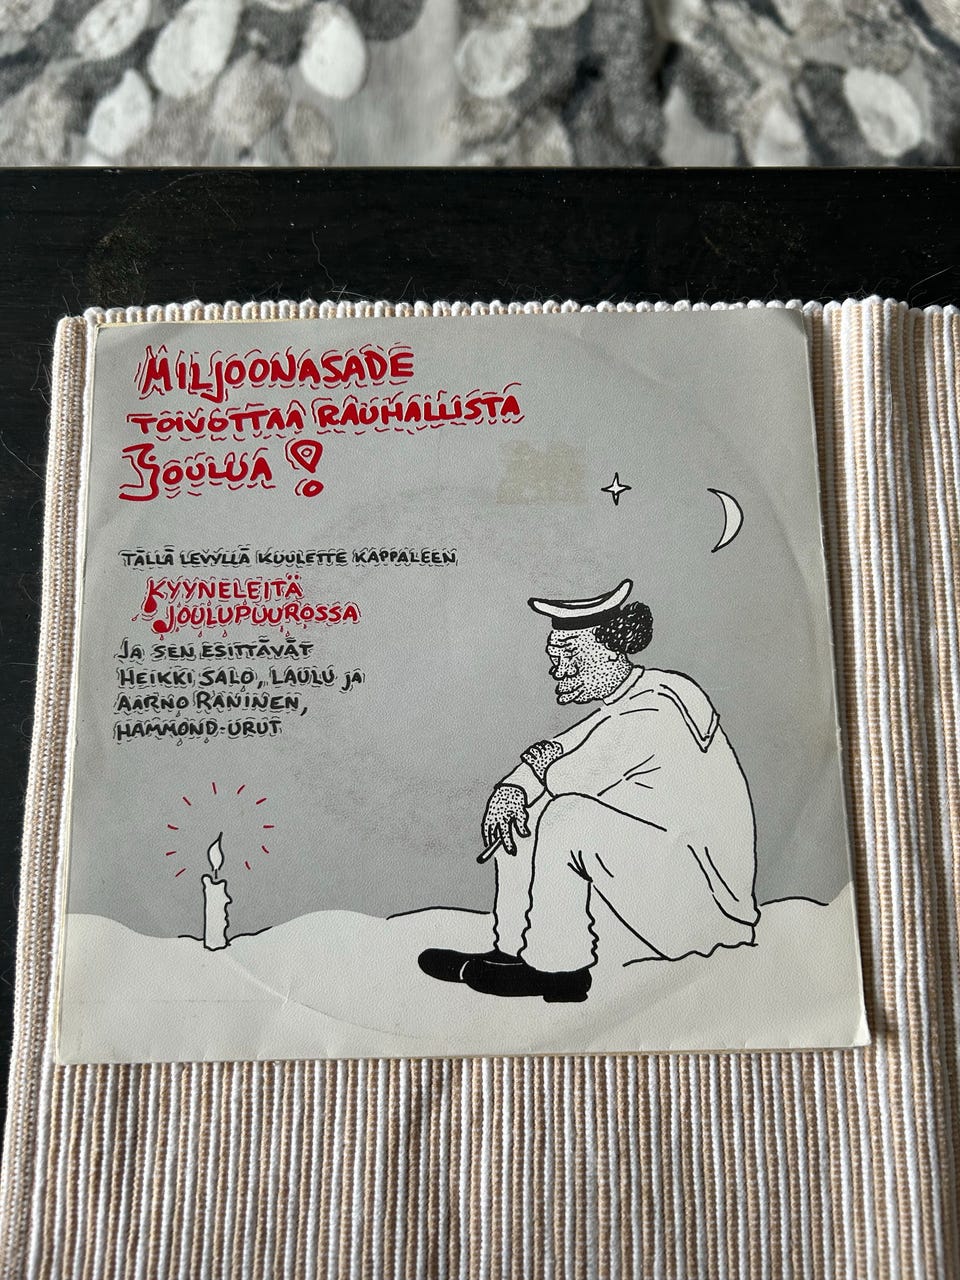 MILJOONASADE
TOIVOTTAA RAUHALLISTA
JOULUA!
TÄLLÄ LEVYLLÄ KUULETTE KAPPALEEN
KYYNELEITÄ
JOULUPUUROSSA
JA SEN ESITTÄVÄT
HEIKKI SALO, LAULU JA
AARNO RANINEN,
HAMMOND-URUT